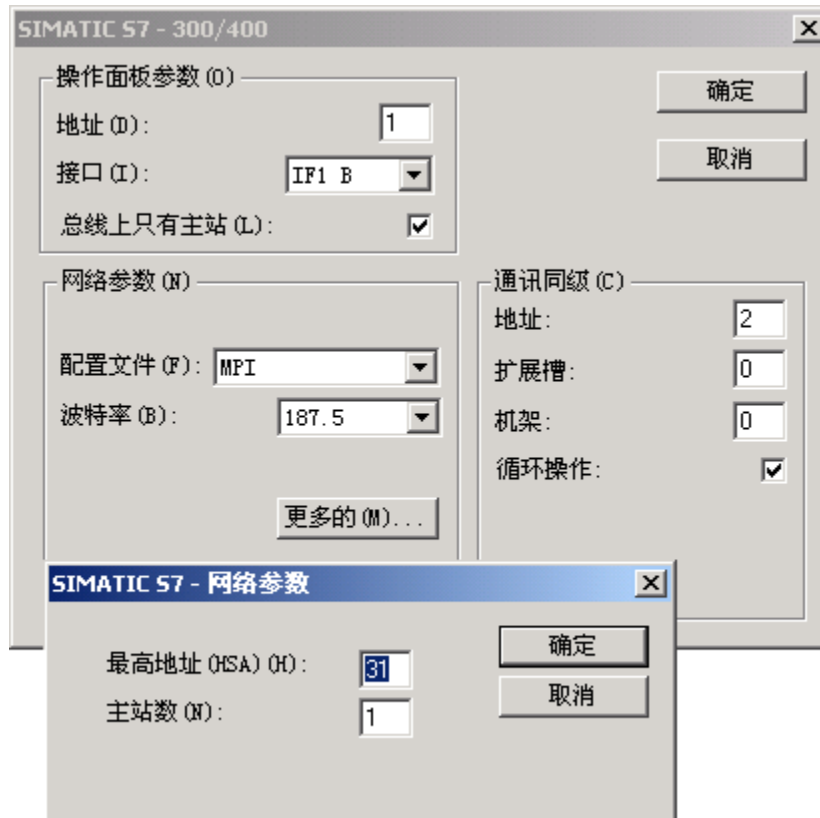 SIMATIC S7 - 300/400
操作面板参数(O)
地址(D): 1
接口(I): IF1 B
总线上只有主站(L):
确定
取消
网络参数(N)
配置文件(F): MPI
波特率(B): 187.5
更多的(M)...
通讯同级(C)
地址: 2
扩展槽: 0
机架: 0
循环操作:
SIMATIC S7 - 网络参数
最高地址(HSA)(H): 31
主站数(N): 1
确定
取消